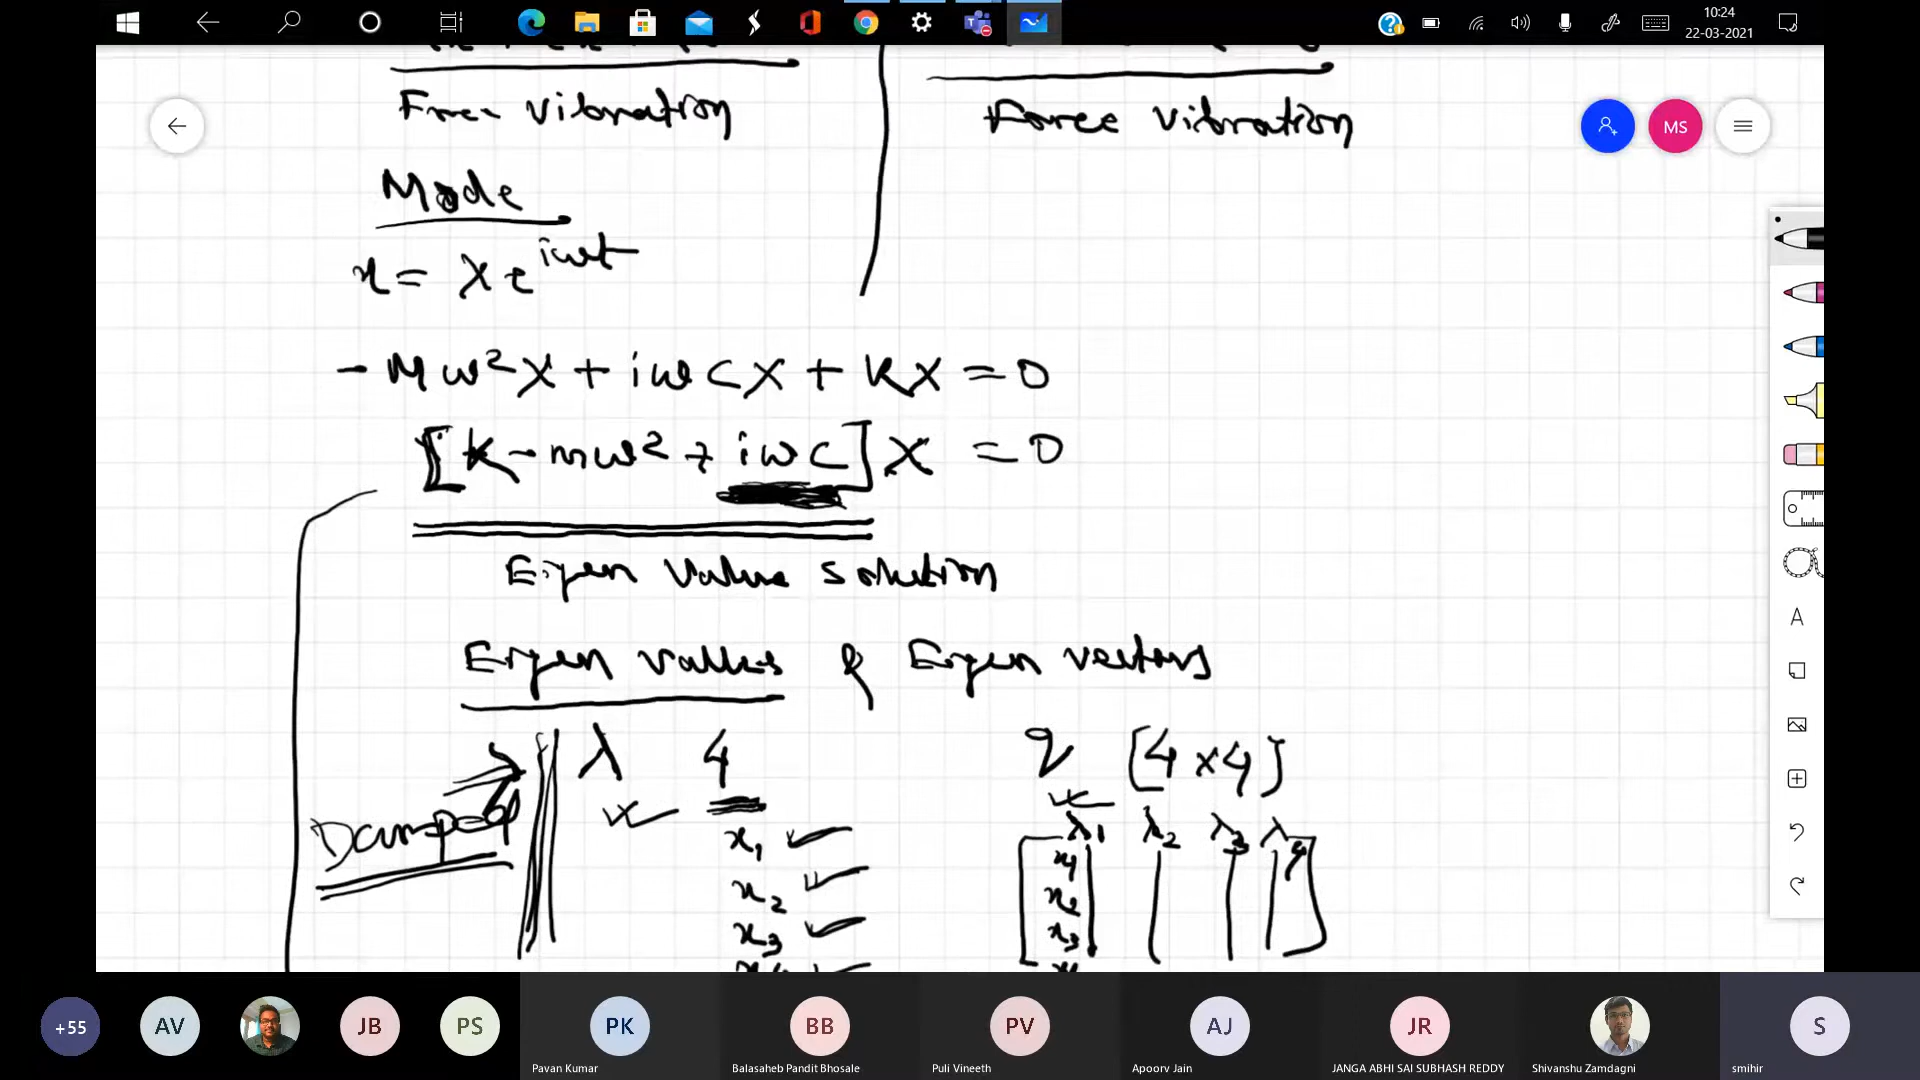 10:24
22-03-2021
Free Vibration
Force Vibration
MS
Mode
x = X e^iωt
- Mω²X + iωCX + KX = 0
[K - mω² + iωC] X = 0
Eigen Value Solution
Eigen values & Eigen vectors
λ 4
q [4 x 4]
Damped
x1
x2
x3
λ1 λ2 λ3 λ4
x1
x2
x3
A
+55
AV
JB
PS
PK
BB
PV
AJ
JR
S
Pavan Kumar
Balasaheb Pandit Bhosale
Puli Vineeth
Apoorv Jain
JANGA ABHI SAI SUBHASH REDDY
Shivanshu Zamdagni
smihir